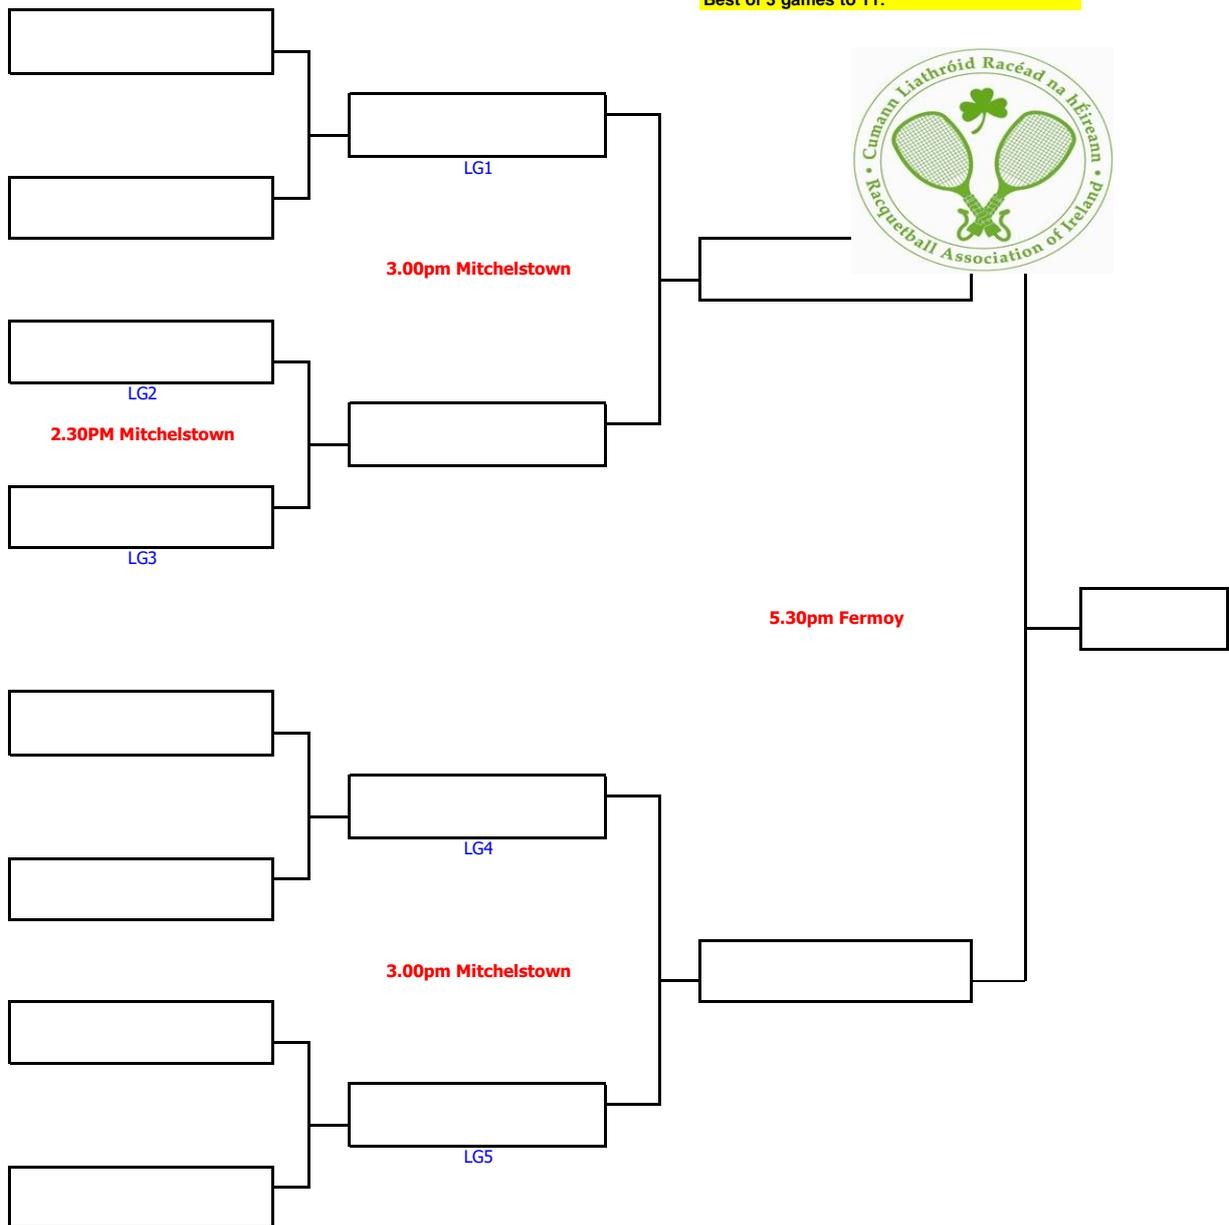 Best of 3 games to 11.
Cumann Liathróid Racéad na hÉireann
• Racquetball Association of Ireland •
LG1
3.00pm Mitchelstown
LG2
2.30PM Mitchelstown
LG3
5.30pm Fermoy
LG4
3.00pm Mitchelstown
LG5